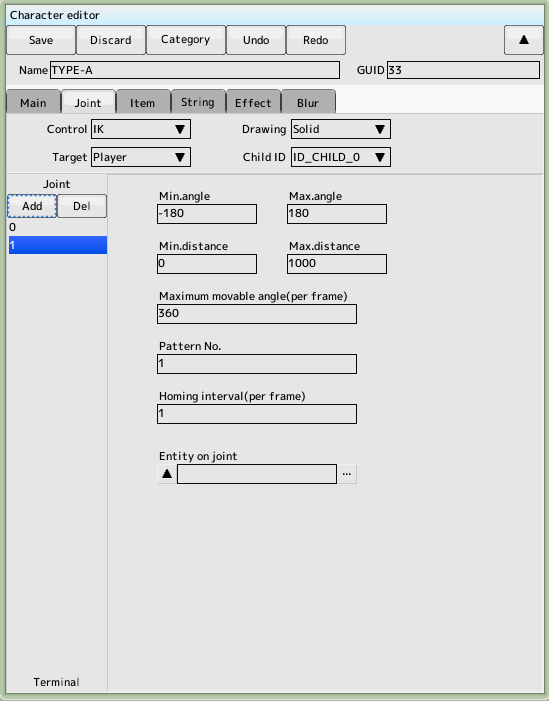 Character editor
Save Discard Category Undo Redo ▲
Name TYPE-A GUID 33
Main Joint Item String Effect Blur
Control IK ▼ Drawing Solid ▼
Target Player ▼ Child ID ID_CHILD_0 ▼
Joint
Add Del
0
1
Min.angle Max.angle
-180 180
Min.distance Max.distance
0 1000
Maximum movable angle(per frame)
360
Pattern No.
1
Homing interval(per frame)
1
Entity on joint
▲ ...
Terminal